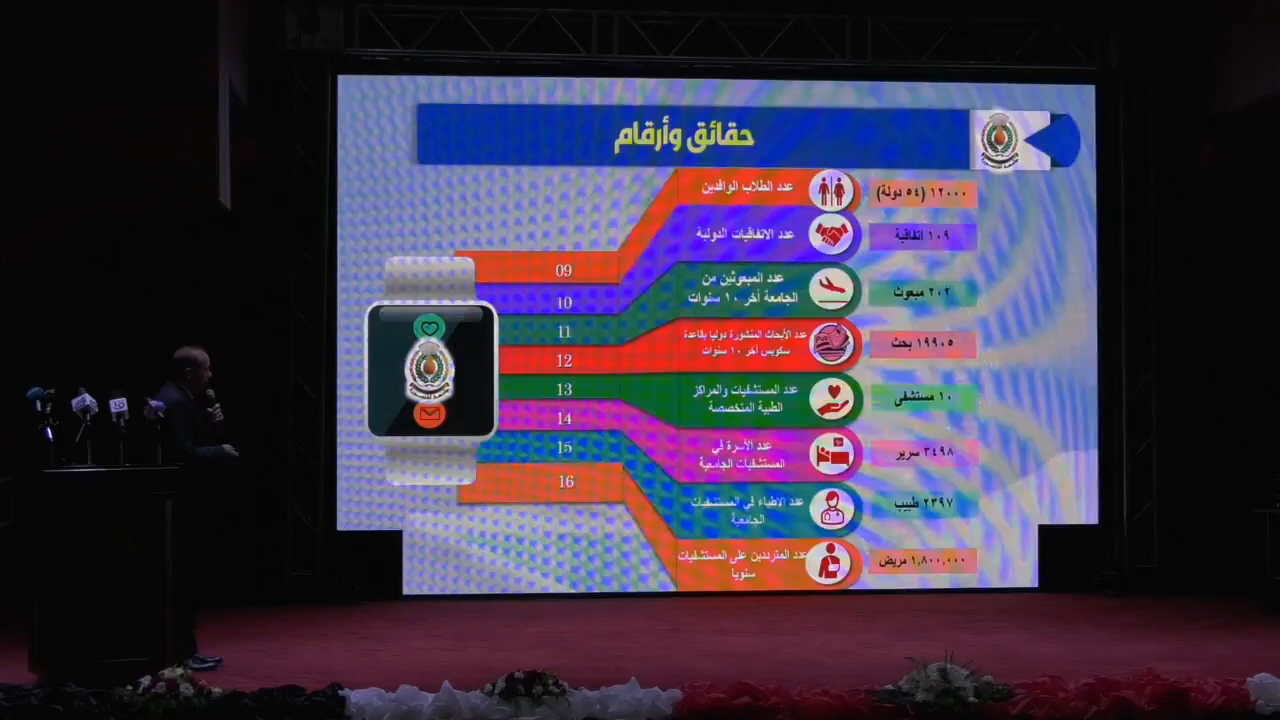 حقائق وأرقام
09
عدد الطلاب الوافدين
١٢٠٠٠ (٥٤ دولة)
10
عدد الاتفاقيات الدولية
١٠٩ اتفاقية
11
عدد المبعوثين من
الجامعة أخر ١٠ سنوات
٢٠٢ مبعوث
12
عدد الأبحاث المنشورة دوليا بقاعدة
سكوبس أخر ١٠ سنوات
١٩٩٠٥ بحث
13
عدد المستشفيات والمراكز
الطبية المتخصصة
١٠ مستشفى
14
عدد الأسرة في
المستشفيات الجامعية
٣٤٩٨ سرير
15
عدد الاطباء في المستشفيات
الجامعية
٢٣٩٧ طبيب
16
عدد المترددين على المستشفيات
سنويا
١,٨٠٠,٠٠٠ مريض